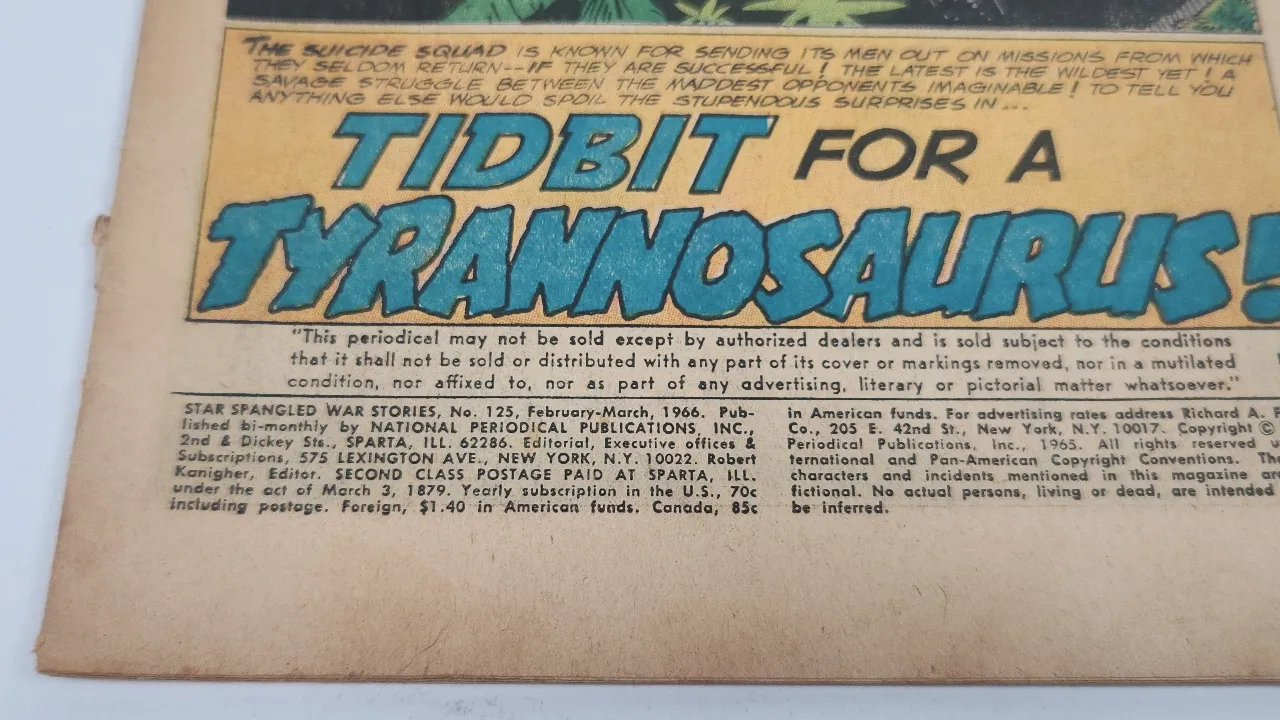 THE SUICIDE SQUAD IS KNOWN FOR SENDING ITS MEN OUT ON MISSIONS FROM WHICH
THEY SELDOM RETURN--IF THEY ARE SUCCESSFUL! THE LATEST IS THE WILDEST YET! A
SAVAGE STRUGGLE BETWEEN THE MADDEST OPPONENTS IMAGINABLE! TO TELL YOU
ANYTHING ELSE WOULD SPOIL THE STUPENDOUS SURPRISES IN...
TIDBIT FOR A
TYRANNOSAURUS!
"This periodical may not be sold except by authorized dealers and is sold subject to the conditions
that it shall not be sold or distributed with any part of its cover or markings removed, nor in a mutilated
condition, nor affixed to, nor as part of any advertising, literary or pictorial matter whatsoever."
STAR SPANGLED WAR STORIES, No. 125, February-March, 1966. Pub-
lished bi-monthly by NATIONAL PERIODICAL PUBLICATIONS, INC.,
2nd & Dickey Sts., SPARTA, ILL. 62286. Editorial, Executive offices &
Subscriptions, 575 LEXINGTON AVE., NEW YORK, N.Y. 10022. Robert
Kanigher, Editor. SECOND CLASS POSTAGE PAID AT SPARTA, ILL.
under the act of March 3, 1879. Yearly subscription in the U.S., 70c
including postage. Foreign, $1.40 in American funds. Canada, 85c
in American funds. For advertising rates address Richard A.
Co., 205 E. 42nd St., New York, N.Y. 10017. Copyright ©
Periodical Publications, Inc., 1965. All rights reserved
ternational and Pan-American Copyright Conventions.
characters and incidents mentioned in this magazine
fictional. No actual persons, living or dead, are intended
be inferred.